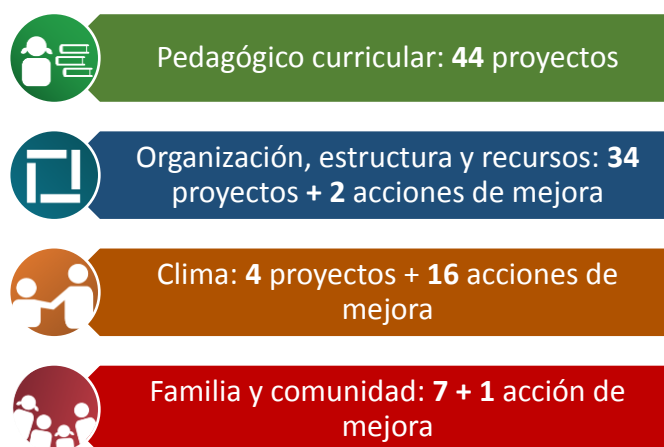 Pedagógico curricular: 44 proyectos
Organización, estructura y recursos: 34
proyectos + 2 acciones de mejora
Clima: 4 proyectos + 16 acciones de
mejora
Familia y comunidad: 7 + 1 acción de
mejora